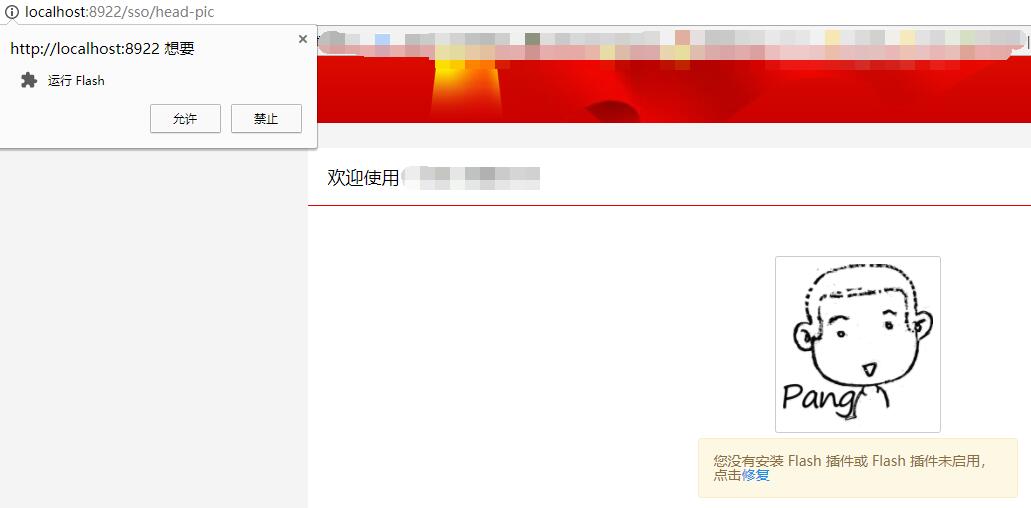 localhost:8922/sso/head-pic
http://localhost:8922 想要
运行 Flash
允许
禁止
欢迎使用
Pang
您没有安装 Flash 插件或 Flash 插件未启用，
点击修复